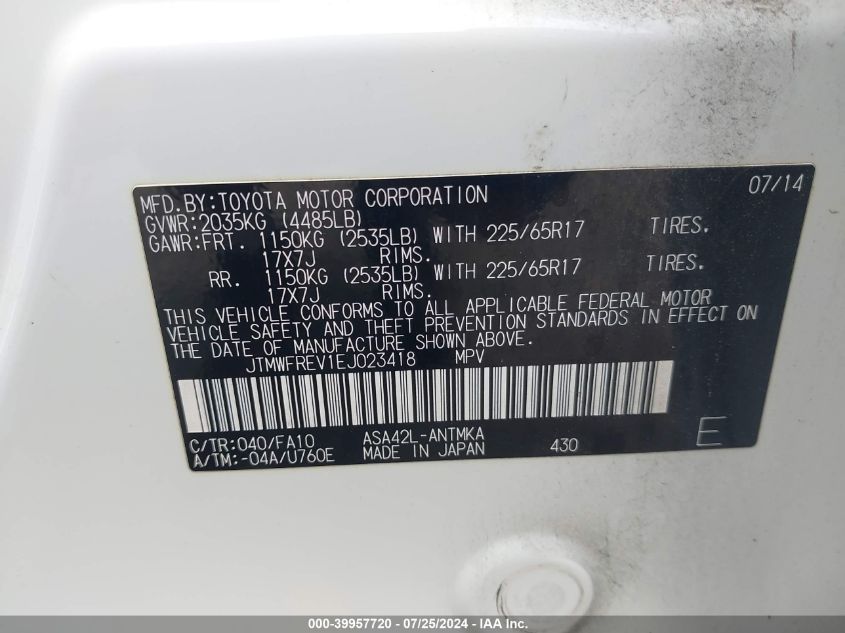 MFD.BY:TOYOTA MOTOR CORPORATION 07/14
GVWR:2035KG (4485LB)
GAWR:FRT. 1150KG (2535LB) WITH 225/65R17 TIRES.
17X7J RIMS.
RR. 1150KG (2535LB) WITH 225/65R17 TIRES.
17X7J RIMS.
THIS VEHICLE CONFORMS TO ALL APPLICABLE FEDERAL MOTOR
VEHICLE SAFETY AND THEFT PREVENTION STANDARDS IN EFFECT ON
THE DATE OF MANUFACTURE SHOWN ABOVE.
JTMWFREV1EJ023418 MPV
C/TR:040/FA10 ASA42L-ANTMKA 430 E
A/TM:-04A/U760E MADE IN JAPAN
000-39957720 - 07/25/2024 - IAA Inc.